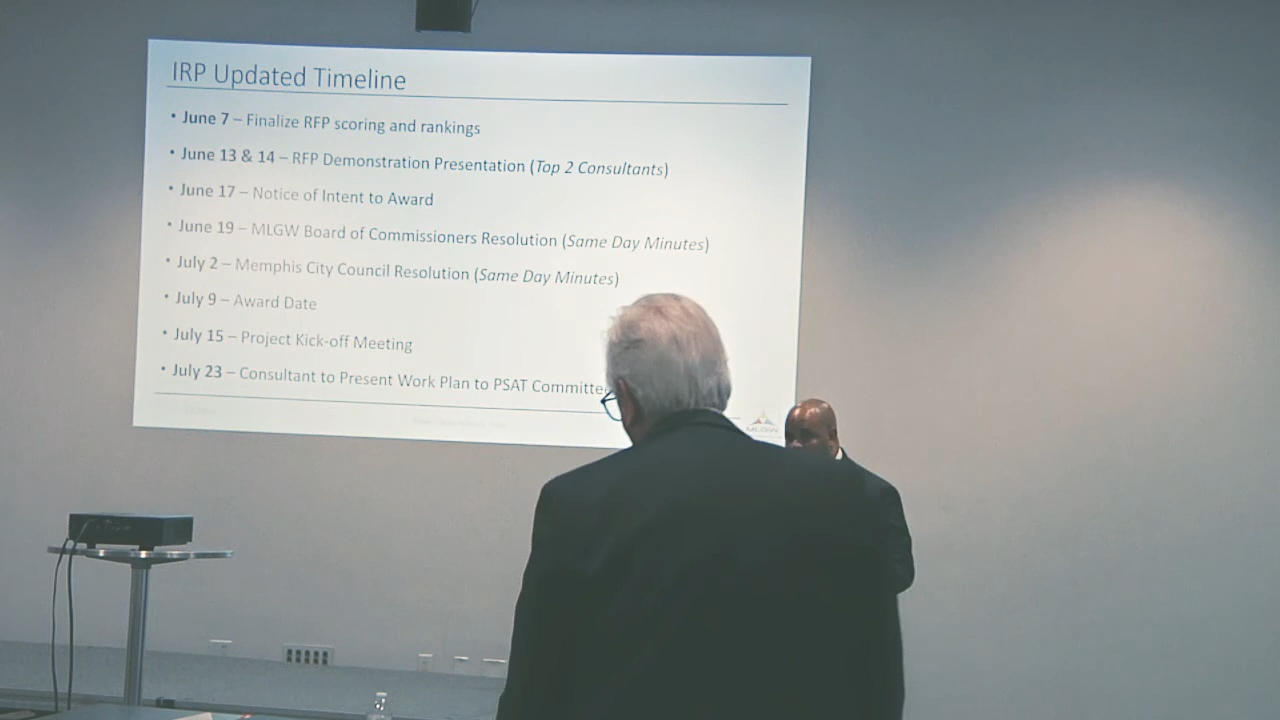 IRP Updated Timeline
• June 7 – Finalize RFP scoring and rankings
• June 13 & 14 – RFP Demonstration Presentation (Top 2 Consultants)
• June 17 – Notice of Intent to Award
• June 19 – MLGW Board of Commissioners Resolution (Same Day Minutes)
• July 2 – Memphis City Council Resolution (Same Day Minutes)
• July 9 – Award Date
• July 15 – Project Kick-off Meeting
• July 23 – Consultant to Present Work Plan to PSAT Committee
MLGW